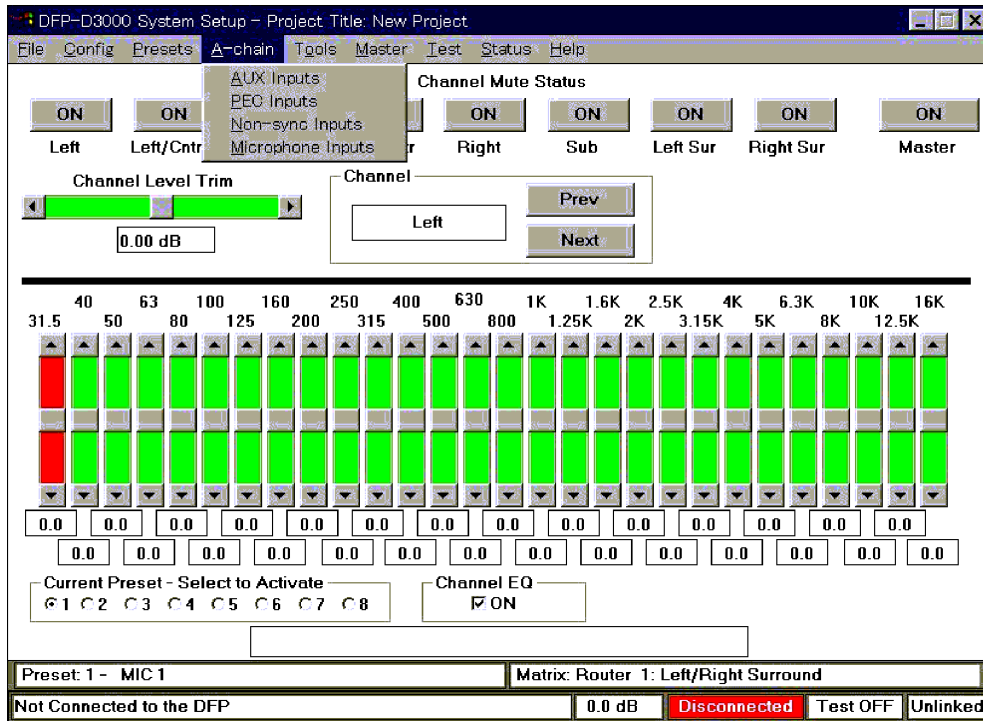 DFP-D3000 System Setup - Project Title: New Project
File Config Presets A-chain Tools Master Test Status Help
AUX Inputs
PEC Inputs
Non-sync Inputs
Microphone Inputs
Channel Mute Status
ON ON ON ON ON ON ON
Left Left/Cntr Right Sub Left Sur Right Sur Master
Channel Level Trim
0.00 dB
Channel
Left
Prev
Next
40 63 100 160 250 400 630 1K 1.6K 2.5K 4K 6.3K 10K 16K
31.5 50 80 125 200 315 500 800 1.25K 2K 3.15K 5K 8K 12.5K
0.0 0.0 0.0 0.0 0.0 0.0 0.0 0.0 0.0 0.0 0.0 0.0 0.0 0.0
0.0 0.0 0.0 0.0 0.0 0.0 0.0 0.0 0.0 0.0 0.0 0.0 0.0 0.0
Current Preset - Select to Activate
1 2 3 4 5 6 7 8
Channel EQ
ON
Preset: 1 - MIC 1
Matrix: Router 1: Left/Right Surround
Not Connected to the DFP
0.0 dB
Disconnected
Test OFF
Unlinked